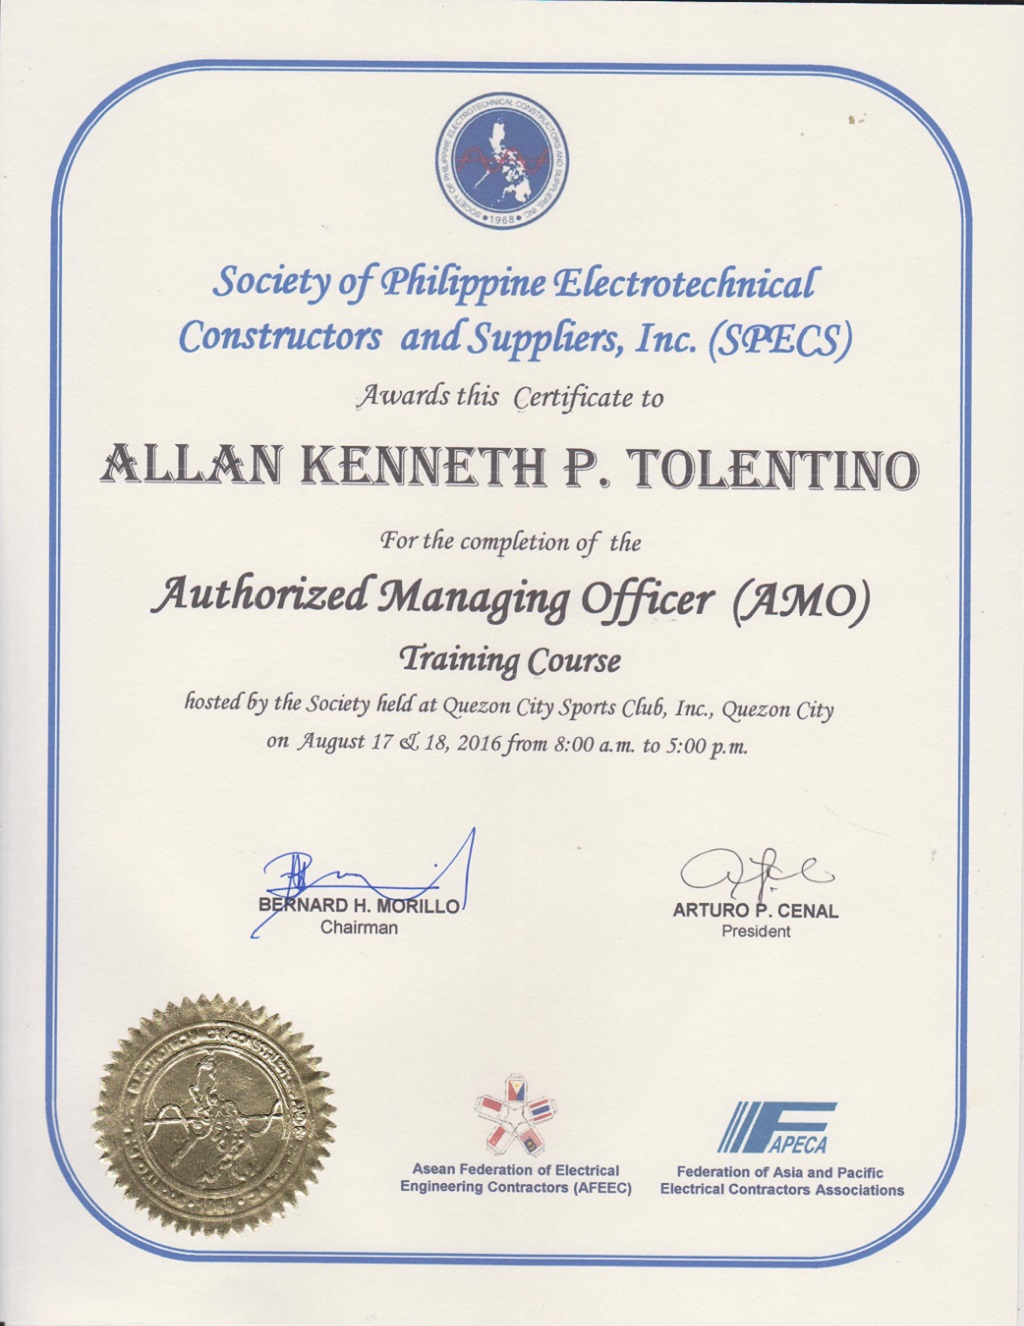 SOCIETY OF PHILIPPINE ELECTROTECHNICAL CONSTRUCTORS AND SUPPLIERS, INC.
•1968•
Society of Philippine Electrotechnical
Constructors and Suppliers, Inc. (SPECS)
Awards this Certificate to
ALLAN KENNETH P. TOLENTINO
For the completion of the
Authorized Managing Officer (AMO)
Training Course
hosted by the Society held at Quezon City Sports Club, Inc., Quezon City
on August 17 & 18, 2016 from 8:00 a.m. to 5:00 p.m.
BERNARD H. MORILLO
Chairman
ARTURO P. CENAL
President
APECA
Asean Federation of Electrical
Engineering Contractors (AFEEC)
Federation of Asia and Pacific
Electrical Contractors Associations